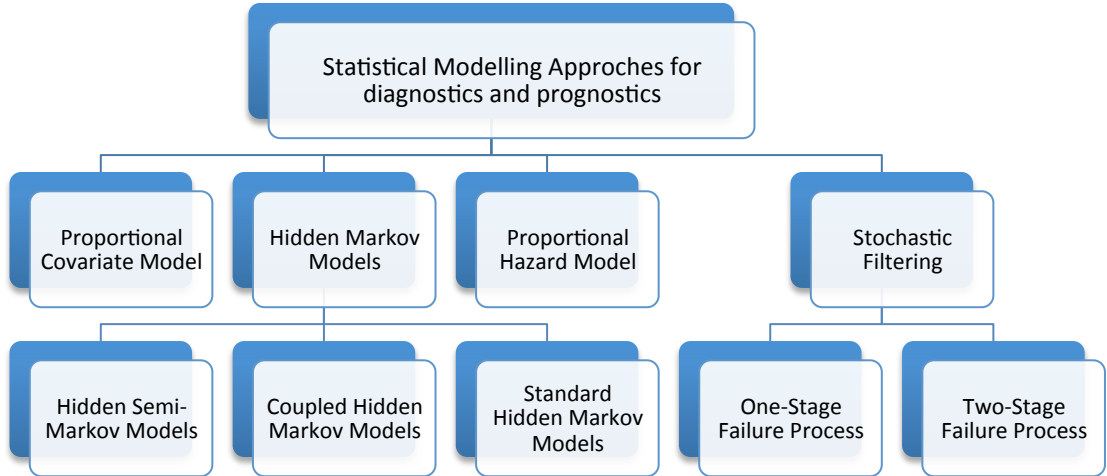 Statistical Modelling Approches for
diagnostics and prognostics
Proportional
Covariate Model
Hidden Markov
Models
Proportional
Hazard Model
Stochastic
Filtering
Hidden Semi-
Markov Models
Coupled Hidden
Markov Models
Standard
Hidden Markov
Models
One-Stage
Failure Process
Two-Stage
Failure Process